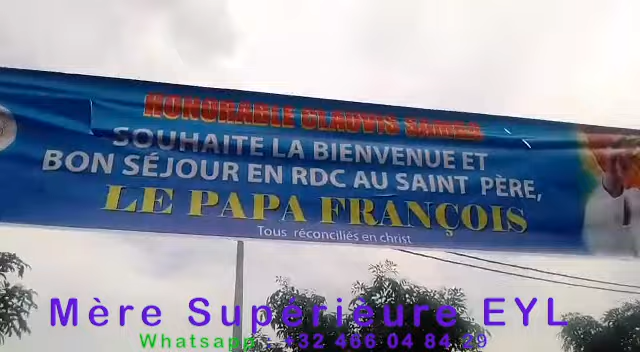 HONORABLE CLAUVIS SAMBA
SOUHAITE LA BIENVENUE ET
BON SÉJOUR EN RDC AU SAINT PÈRE,
LE PAPA FRANÇOIS
Tous réconciliés en christ
Mère Supérieure EYL
Whatsapp : +32 466 04 84 29